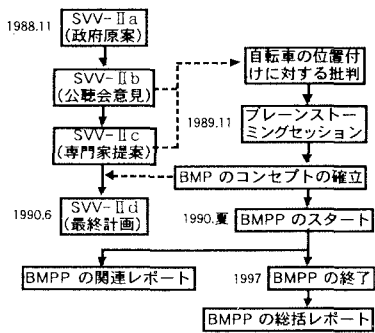 1988.11
SVV-Ⅱa
(政府原案)
SVV-Ⅱb
(公聴会意見)
SVV-Ⅱc
(専門家提案)
1990.6
SVV-Ⅱd
(最終計画)
自転車の位置付
けに対する批判
1989.11
ブレーンストー
ミングセッション
BMP のコンセプトの確立
1990.夏
BMPP のスタート
BMPP の関連レポート
1997
BMPP の終了
BMPP の総括レポート